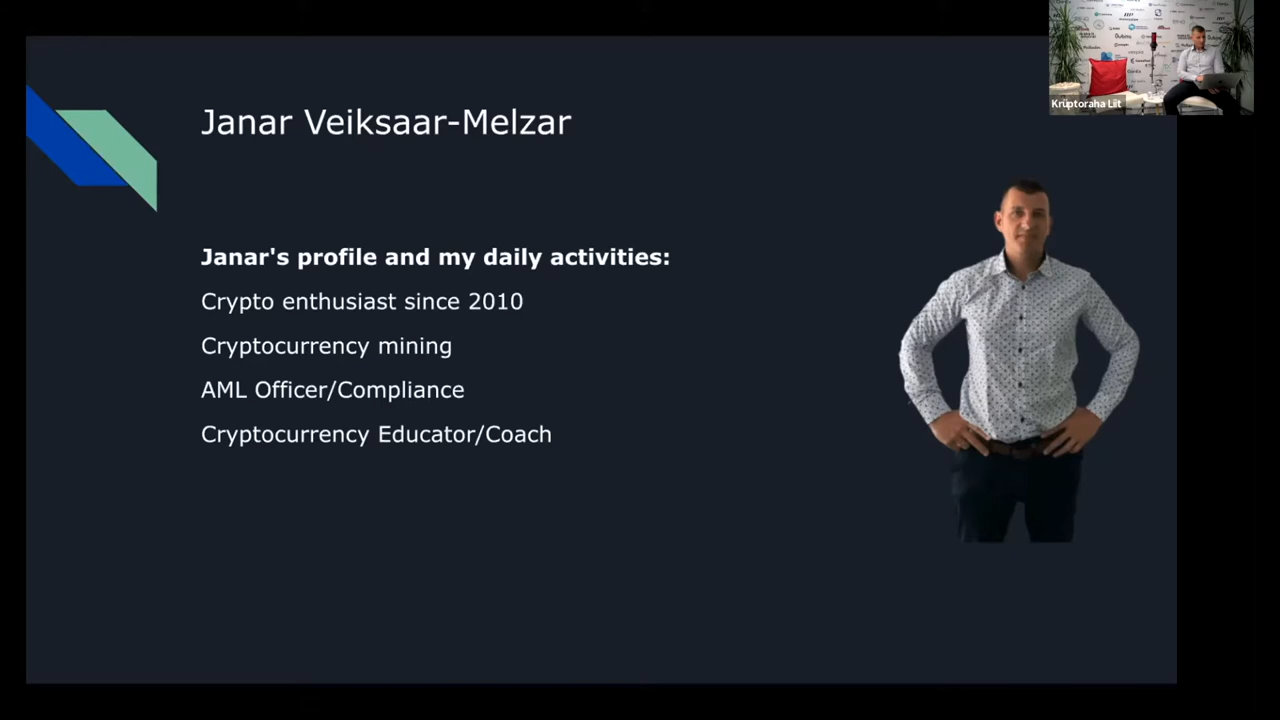 Janar Veiksaar-Melzar
Janar's profile and my daily activities:
Crypto enthusiast since 2010
Cryptocurrency mining
AML Officer/Compliance
Cryptocurrency Educator/Coach
Krüptoraha Liit